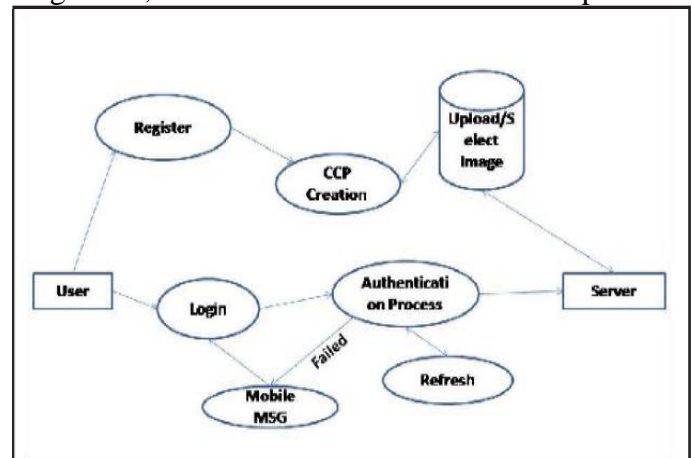 Register
Upload/S
elect
Image
CCP
Creation
User
Login
Authenticati
on Process
Server
Failed
Refresh
Mobile
MSG